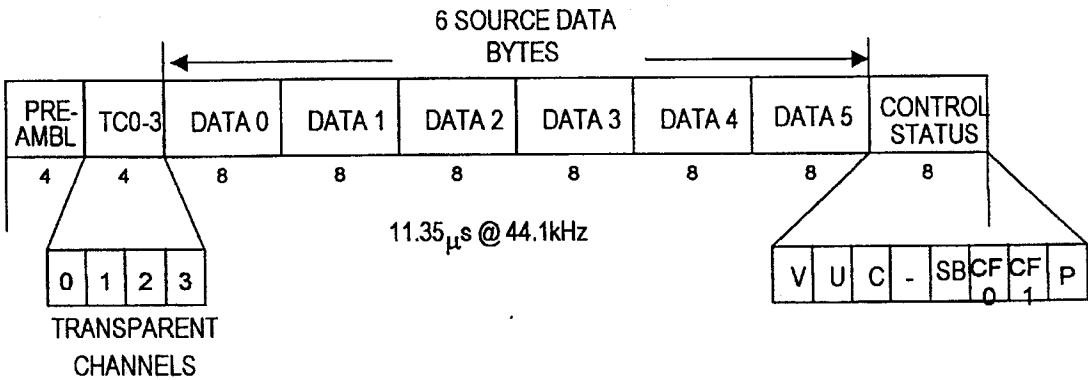 6 SOURCE DATA
BYTES
PRE-
AMBL
TC0-3
DATA 0
DATA 1
DATA 2
DATA 3
DATA 4
DATA 5
CONTROL
STATUS
4
4
8
8
8
8
8
8
8
11.35µs @ 44.1kHz
0
1
2
3
V
U
C
-
SB
CF
0
CF
1
P
TRANSPARENT
CHANNELS